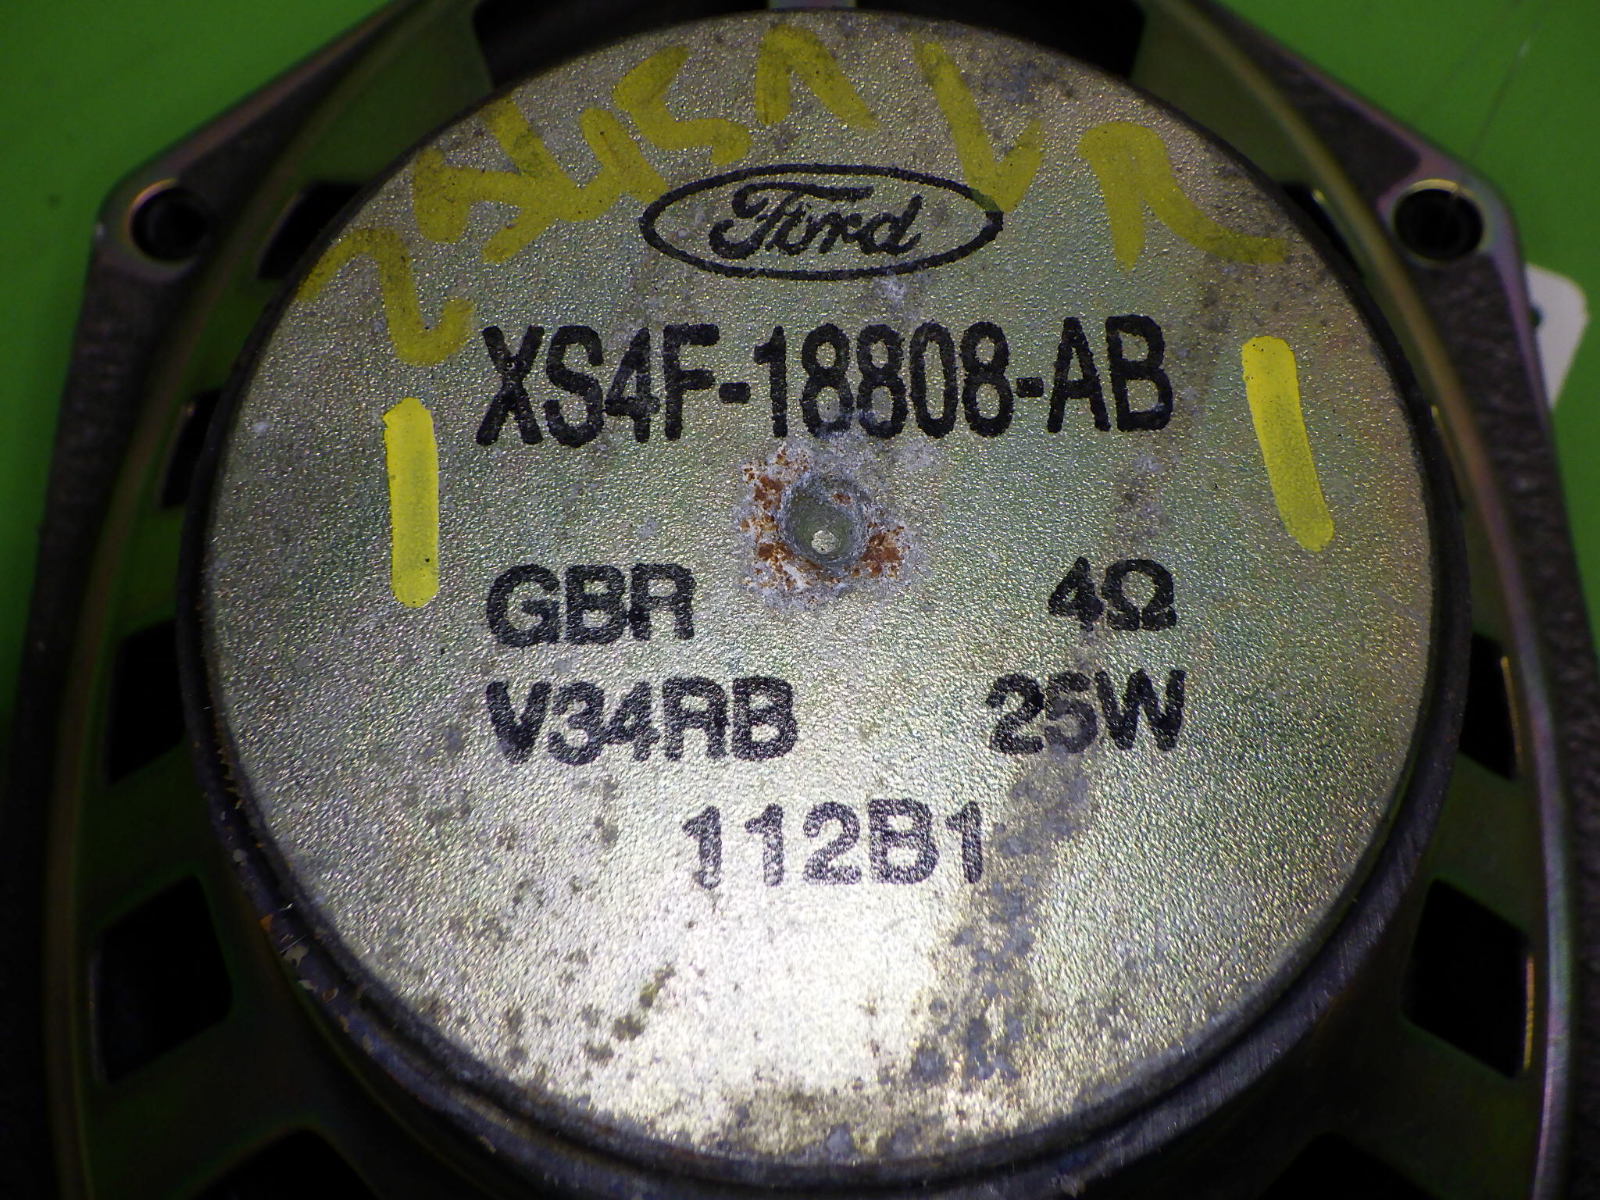 Ford
XS4F-18808-AB
GBR 4Ω
V34RB 25W
112B1